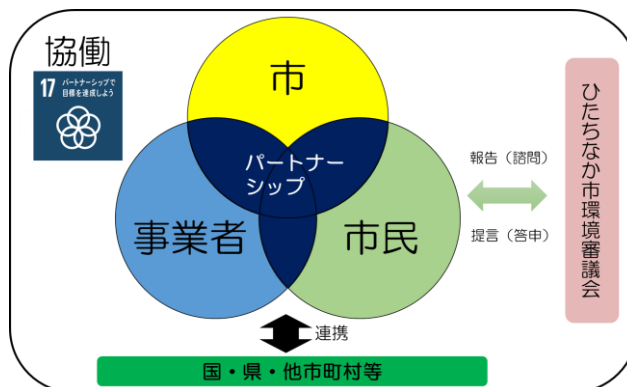 協働
17 パートナーシップで
目標を達成しよう
市
パートナー
シップ
事業者
市民
報告（諮問）
提言（答申）
ひたちなか市環境審議会
連携
国・県・他市町村等